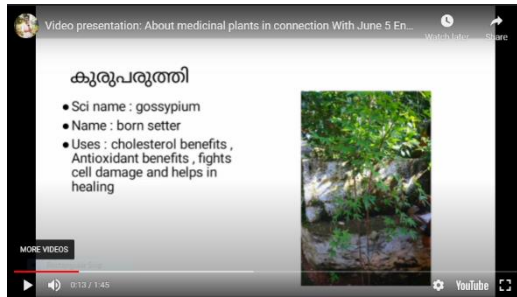 Video presentation: About medicinal plants in connection With June 5 En...
Watch later
Share
കുരുപരുത്തി
• Sci name : gossypium
• Name : born setter
• Uses : cholesterol benefits ,
Antioxidant benefits , fights
cell damage and helps in
healing
MORE VIDEOS
0:13 / 1:45
YouTube